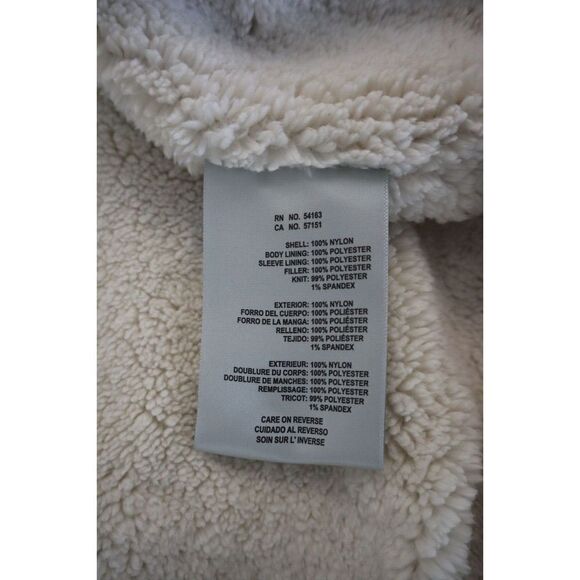 RN NO. 54163
CA NO. 57151
SHELL: 100% NYLON
BODY LINING: 100% POLYESTER
SLEEVE LINING: 100% POLYESTER
FILLER: 100% POLYESTER
KNIT: 99% POLYESTER
1% SPANDEX
EXTERIOR: 100% NYLON
FORRO DEL CUERPO: 100% POLIÉSTER
FORRO DE LA MANGA: 100% POLIÉSTER
RELLENO: 100% POLIÉSTER
TEJIDO: 99% POLIÉSTER
1% SPANDEX
EXTERIEUR: 100% NYLON
DOUBLURE DU CORPS: 100% POLYESTER
DOUBLURE DE MANCHES: 100% POLYESTER
REMPLISSAGE: 100% POLYESTER
TRICOT: 99% POLYESTER
1% SPANDEX
CARE ON REVERSE
CUIDADO AL REVERSO
SOIN SUR L'INVERSE